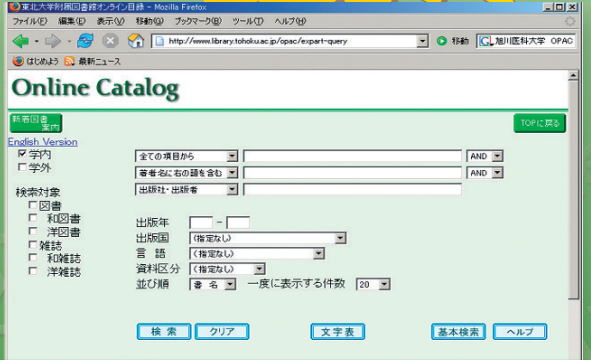 東北大学附属図書館オンライン目録 - Mozilla Firefox
ファイル(F) 編集(E) 表示(V) 移動(G) ブックマーク(B) ツール(T) ヘルプ(H)
http://www.library.tohoku.ac.jp/opac/expart-query
移動
旭川医科大学 OPAC
はじめよう 最新ニュース
Online Catalog
新着図書
案内
TOPに戻る
English Version
学内
学外
全ての項目から
AND
著者名に右の語を含む
AND
出版社・出版者
検索対象
図書
和図書
洋図書
雑誌
和雑誌
洋雑誌
出版年 -
出版国 (指定なし)
言 語 (指定なし)
資料区分 (指定なし)
並び順 書 名 一度に表示する件数 20
検 索 クリア 文字表 基本検索 ヘルプ